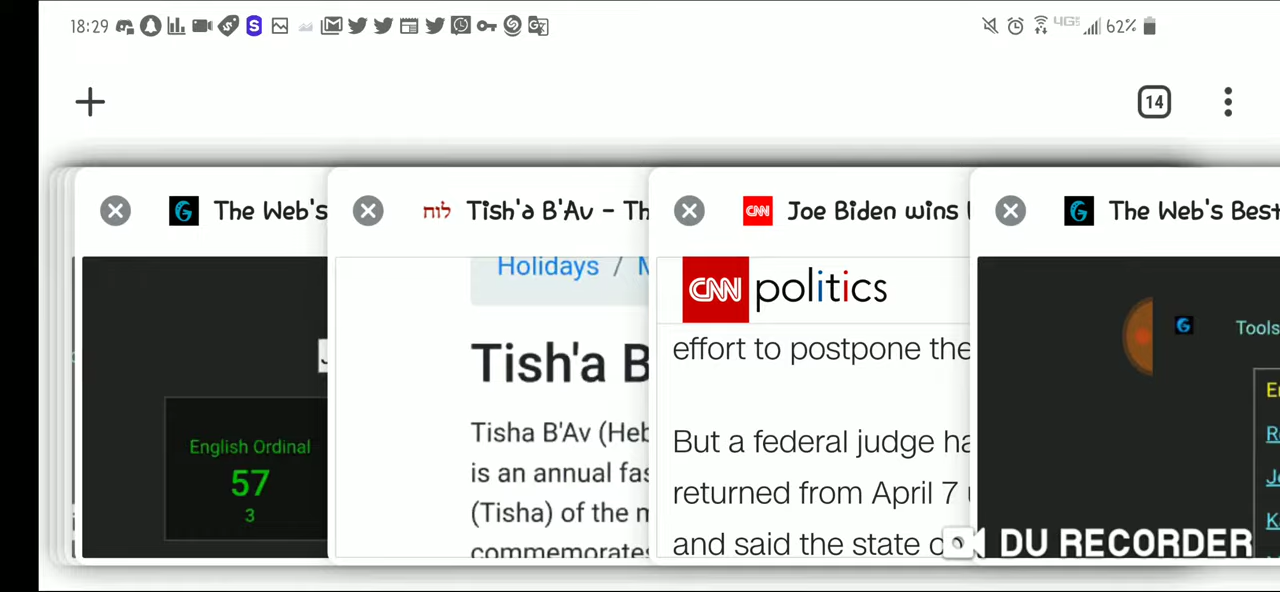 18:29
4G 62%
14
The Web's
לוח Tish'a B'Av - Th
CNN Joe Biden wins
The Web's Best
English Ordinal
57
3
Holidays / M
Tish'a B
Tisha B'Av (Heb
is an annual fas
(Tisha) of the m
commemorates
CNN politics
effort to postpone the
But a federal judge ha
returned from April 7
and said the state o
Tools
DU RECORDER